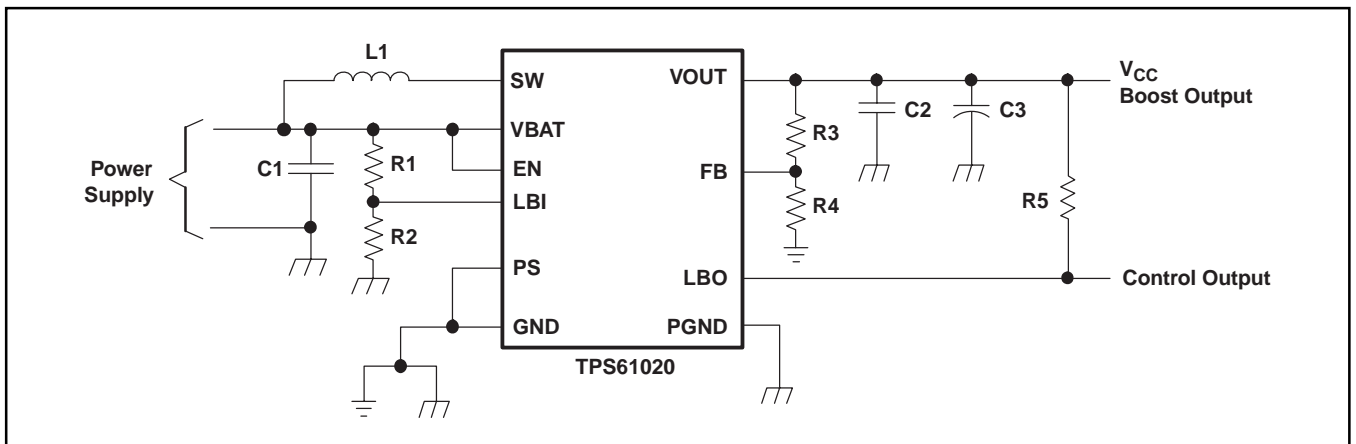 L1
SW
VOUT
VCC
Boost Output
C2
C3
R3
VBAT
Power
Supply
C1
R1
EN
FB
LBI
R4
R5
R2
PS
LBO
Control Output
GND
PGND
TPS61020